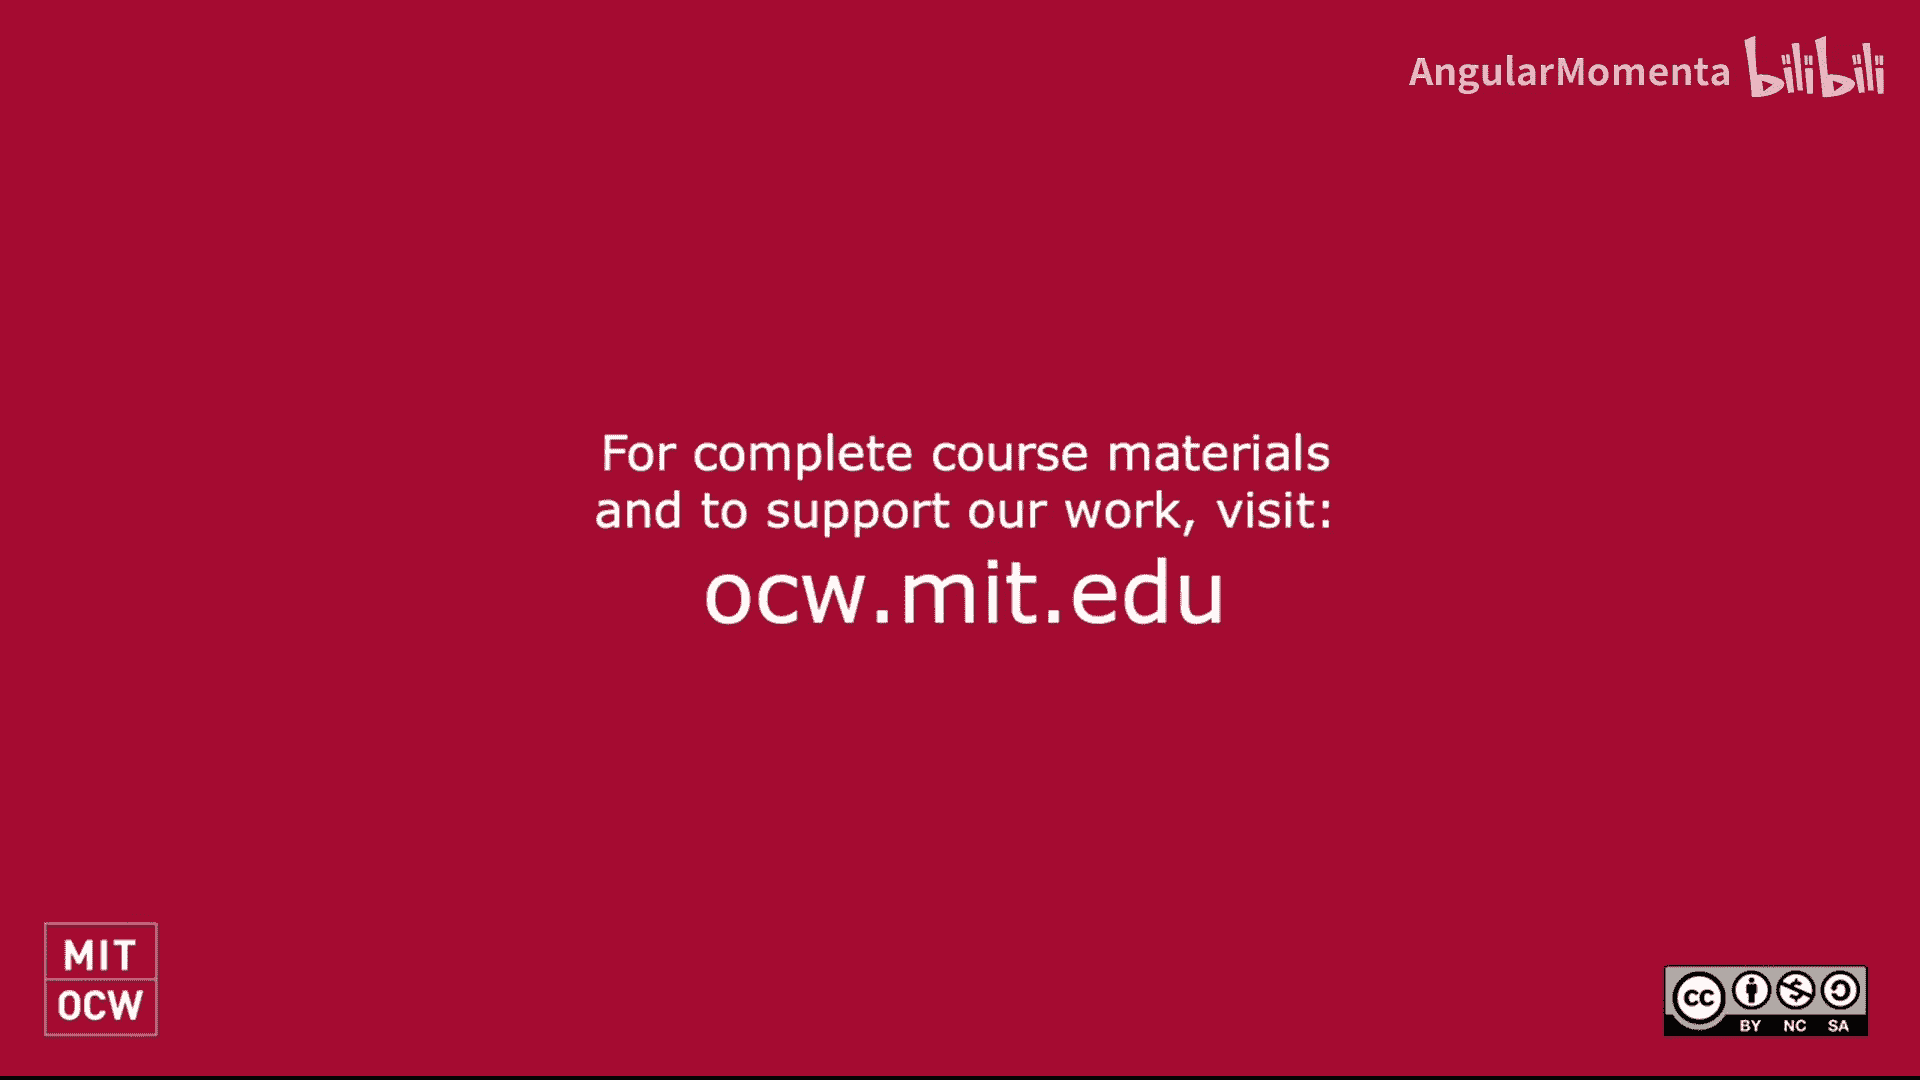 AngularMomenta bilibili
For complete course materials
and to support our work, visit:
ocw.mit.edu
MIT
OCW
cc
BY NC SA